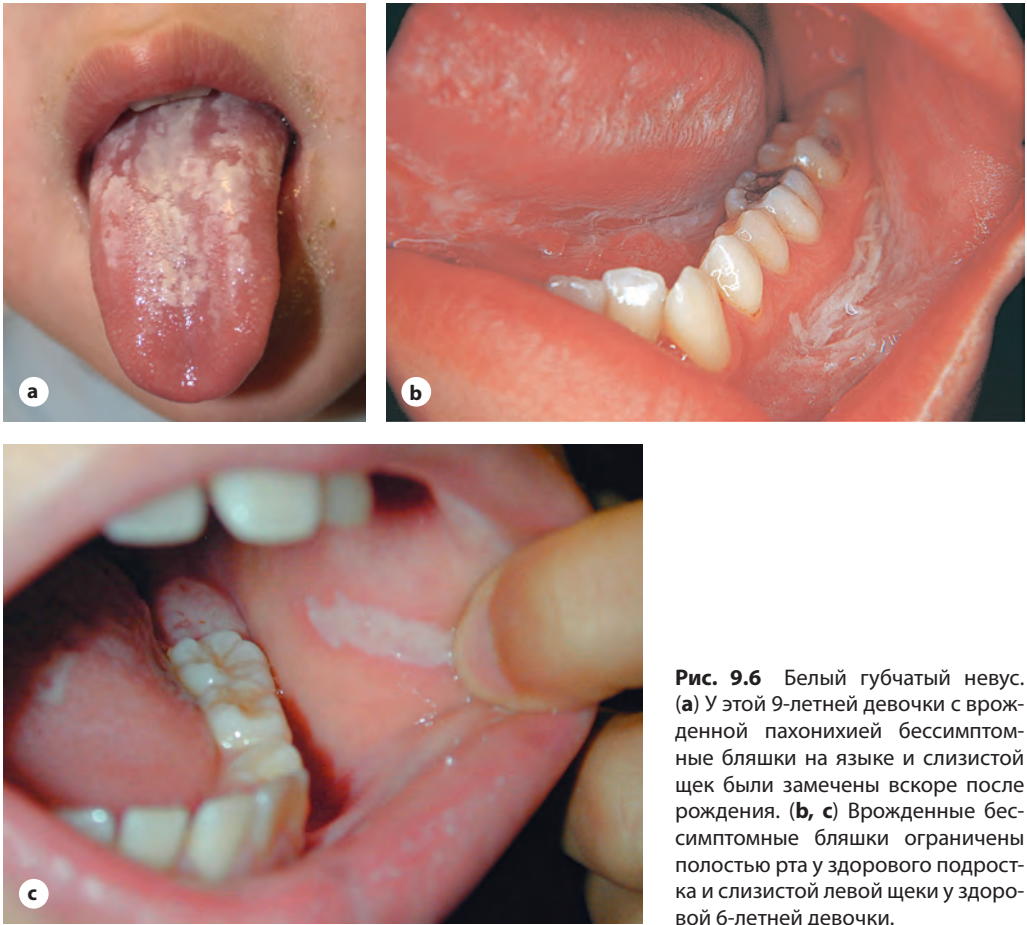 a
b
c
Рис. 9.6 Белый губчатый невус.
(a) У этой 9-летней девочки с врож-
денной пахонихией бессимптом-
ные бляшки на языке и слизистой
щек были замечены вскоре после
рождения. (b, c) Врожденные бес-
симптомные бляшки ограничены
полостью рта у здорового подрост-
ка и слизистой левой щеки у здоро-
вой 6-летней девочки.